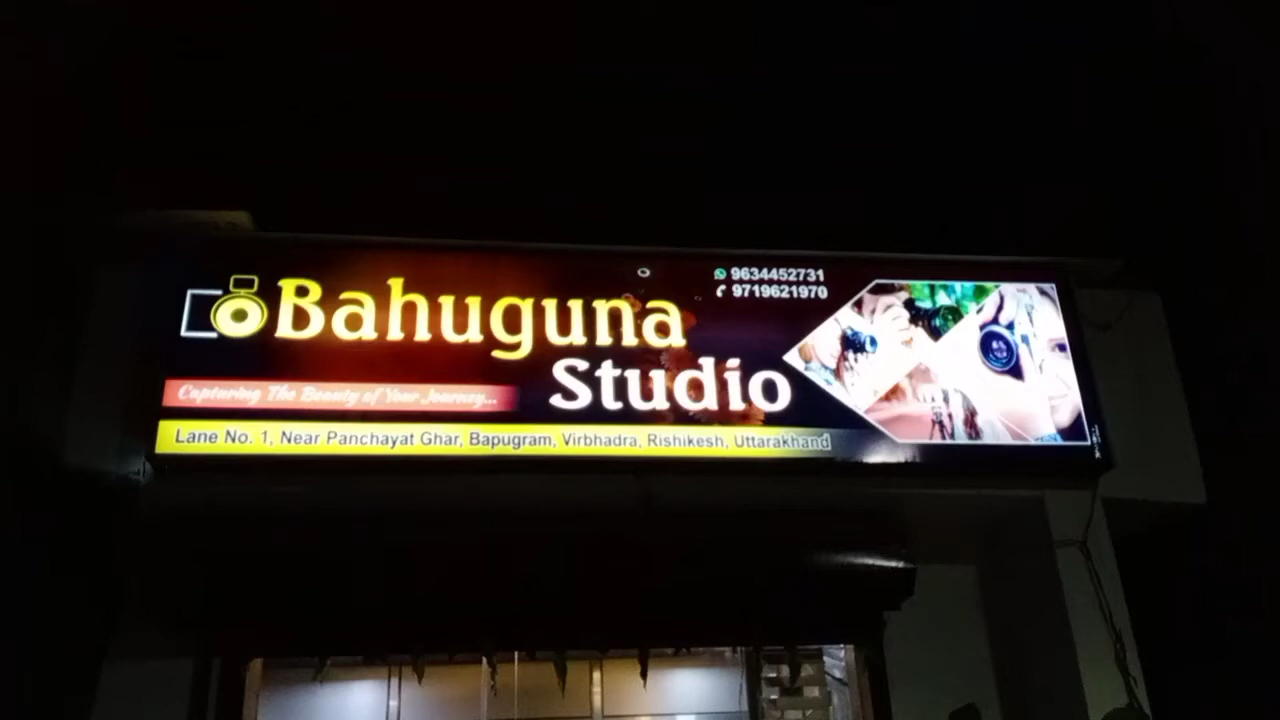 Bahuguna
Studio
9634452731
9719621970
Capturing The Beauty of Your Journey...
Lane No. 1, Near Panchayat Ghar, Bapugram, Virbhadra, Rishikesh, Uttarakhand